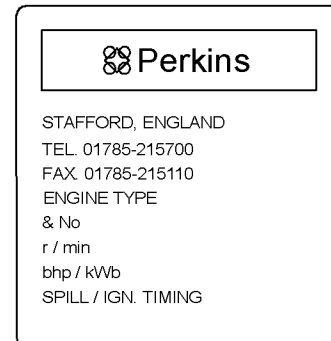 Perkins
STAFFORD, ENGLAND
TEL. 01785-215700
FAX. 01785-215110
ENGINE TYPE
& No
r / min
bhp / kWb
SPILL / IGN. TIMING